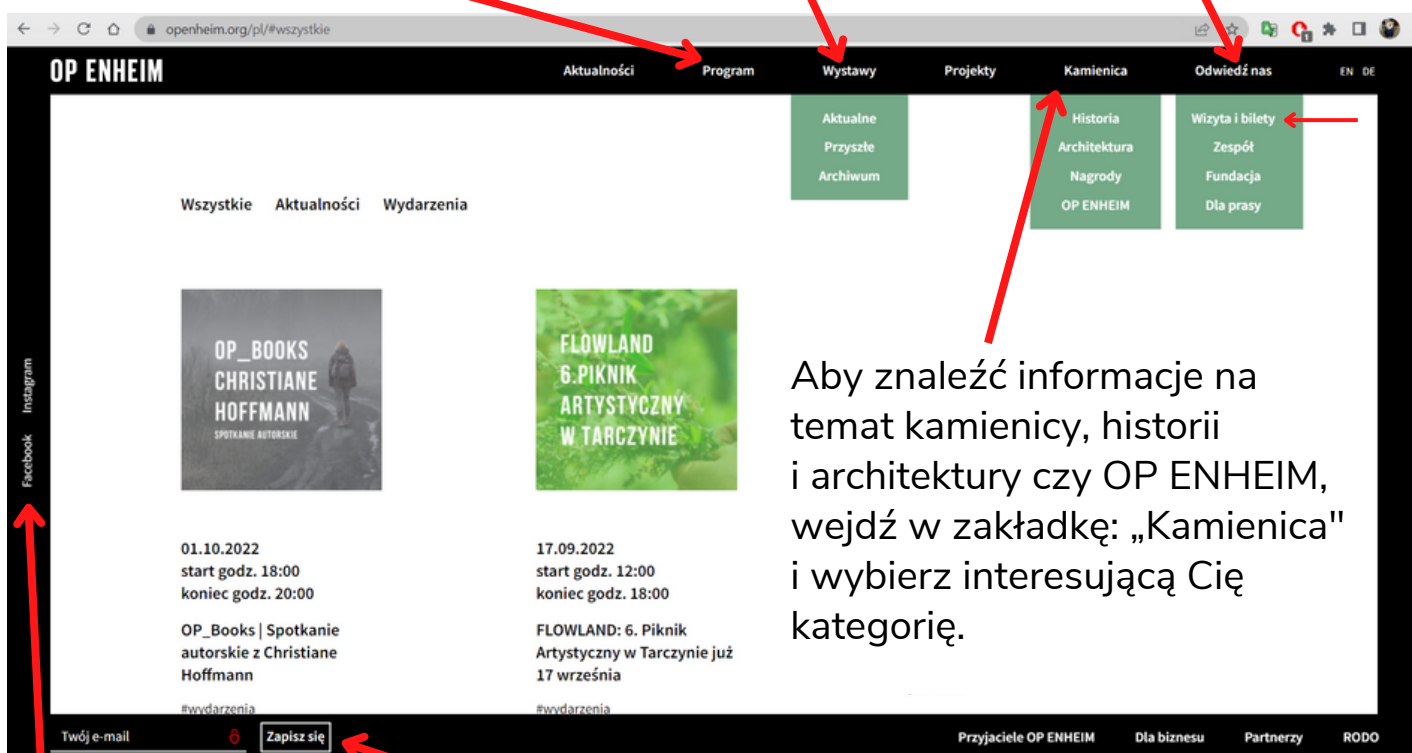 openheim.org/pl/#wszystkie
1
OP ENHEIM
Aktualności Program Wystawy Projekty Kamienica Odwiedź nas EN DE
Aktualne
Przyszłe
Archiwum
Historia
Architektura
Nagrody
OP ENHEIM
Wizyta i bilety
Zespół
Fundacja
Dla prasy
Wszystkie Aktualności Wydarzenia
OP_BOOKS
CHRISTIANE
HOFFMANN
SPOTKANIE AUTORSKIE
FLOWLAND
6.PIKNIK
ARTYSTYCZNY
W TARCZYNIE
Aby znaleźć informacje na
temat kamienicy, historii
i architektury czy OP ENHEIM,
wejdź w zakładkę: „Kamienica"
i wybierz interesującą Cię
kategorię.
Instagram
Facebook
01.10.2022
start godz. 18:00
koniec godz. 20:00
OP_Books | Spotkanie
autorskie z Christiane
Hoffmann
#wydarzenia
17.09.2022
start godz. 12:00
koniec godz. 18:00
FLOWLAND: 6. Piknik
Artystyczny w Tarczynie już
17 września
#wydarzenia
Twój e-mail Zapisz się Przyjaciele OP ENHEIM Dla biznesu Partnerzy RODO